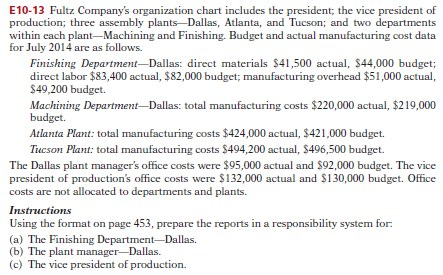 E10-13 Fultz Company's organization chart includes the president; the vice president of
production; three assembly plants—Dallas, Atlanta, and Tucson; and two departments
within each plant—Machining and Finishing. Budget and actual manufacturing cost data
for July 2014 are as follows.
Finishing Department—Dallas: direct materials $41,500 actual, $44,000 budget;
direct labor $83,400 actual, $82,000 budget; manufacturing overhead $51,000 actual,
$49,200 budget.
Machining Department—Dallas: total manufacturing costs $220,000 actual, $219,000
budget.
Atlanta Plant: total manufacturing costs $424,000 actual, $421,000 budget.
Tucson Plant: total manufacturing costs $494,200 actual, $496,500 budget.
The Dallas plant manager's office costs were $95,000 actual and $92,000 budget. The vice
president of production's office costs were $132,000 actual and $130,000 budget. Office
costs are not allocated to departments and plants.
Instructions
Using the format on page 453, prepare the reports in a responsibility system for:
(a) The Finishing Department—Dallas.
(b) The plant manager—Dallas.
(c) The vice president of production.